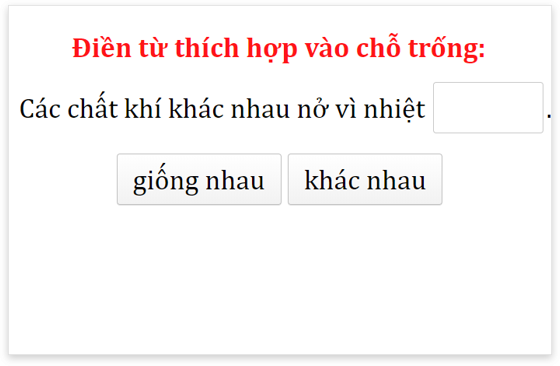 Điền từ thích hợp vào chỗ trống:
Các chất khí khác nhau nở vì nhiệt .
giống nhau khác nhau